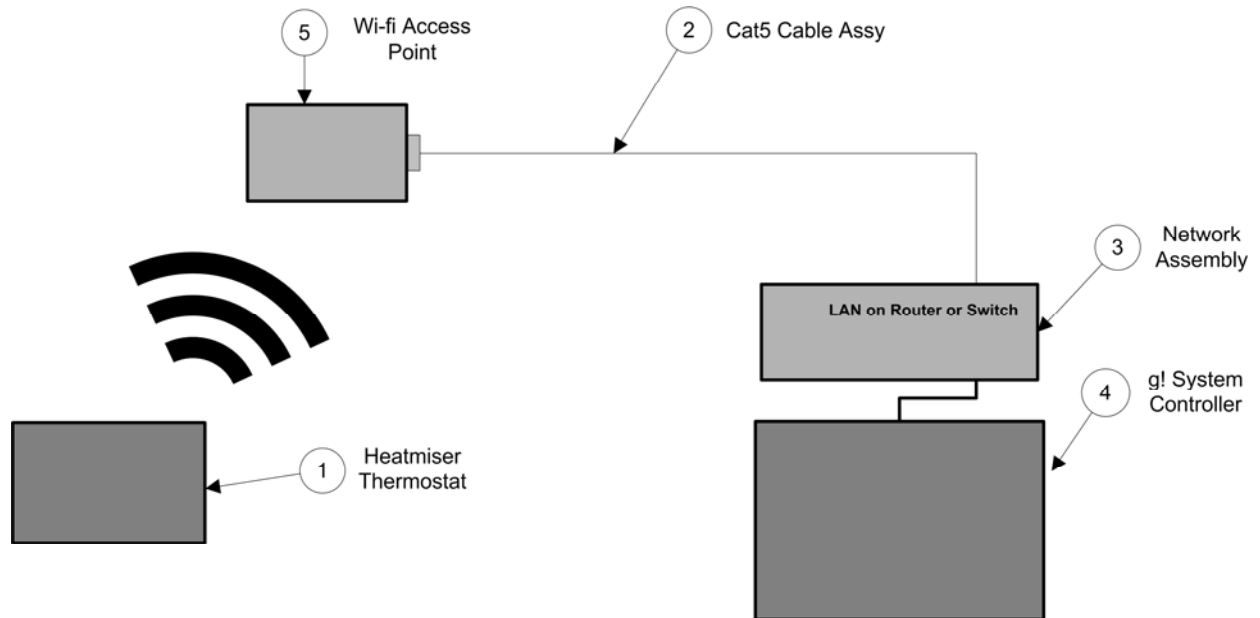 5
Wi-fi Access
Point
2
Cat5 Cable Assy
3
Network
Assembly
LAN on Router or Switch
4
g! System
Controller
1
Heatmiser
Thermostat